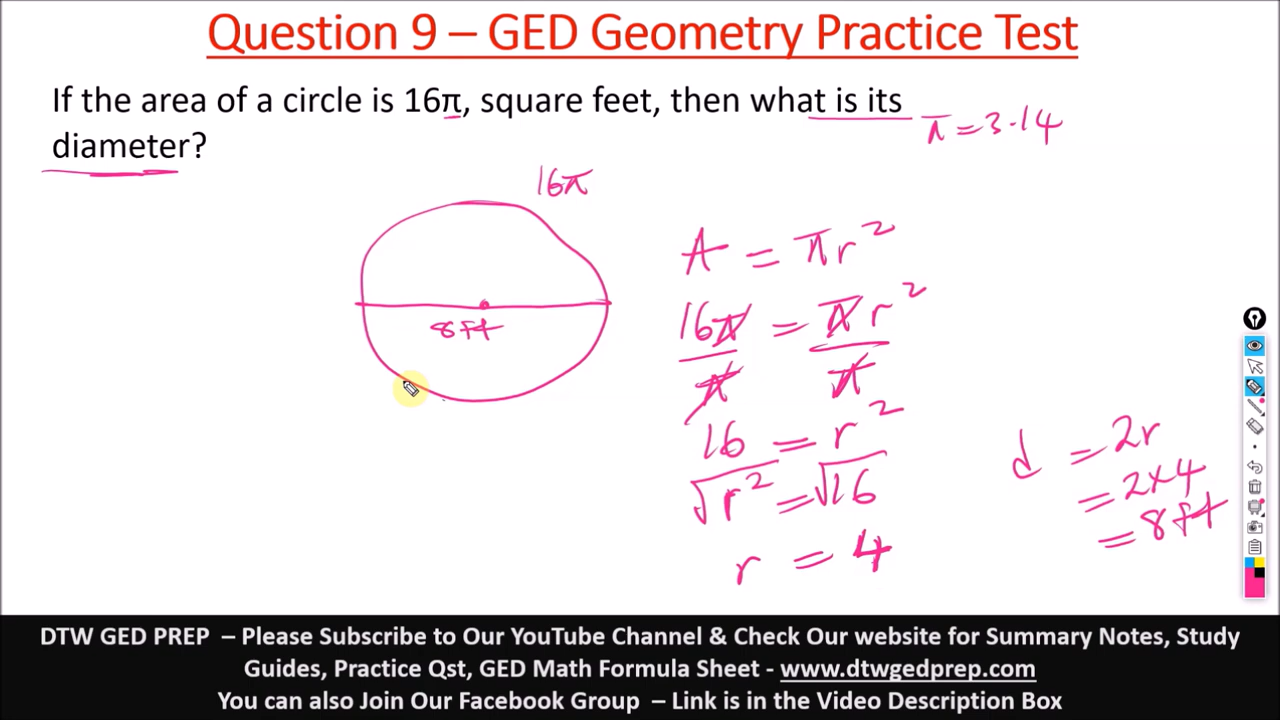 Question 9 – GED Geometry Practice Test
If the area of a circle is 16π, square feet, then what is its
diameter?
π = 3.14
16π
8ft
A = πr²
16π = πr²
π π
16 = r²
√r² = √16
r = 4
d = 2r
= 2×4
= 8ft
DTW GED PREP – Please Subscribe to Our YouTube Channel & Check Our website for Summary Notes, Study
Guides, Practice Qst, GED Math Formula Sheet - www.dtwgedprep.com
You can also Join Our Facebook Group – Link is in the Video Description Box